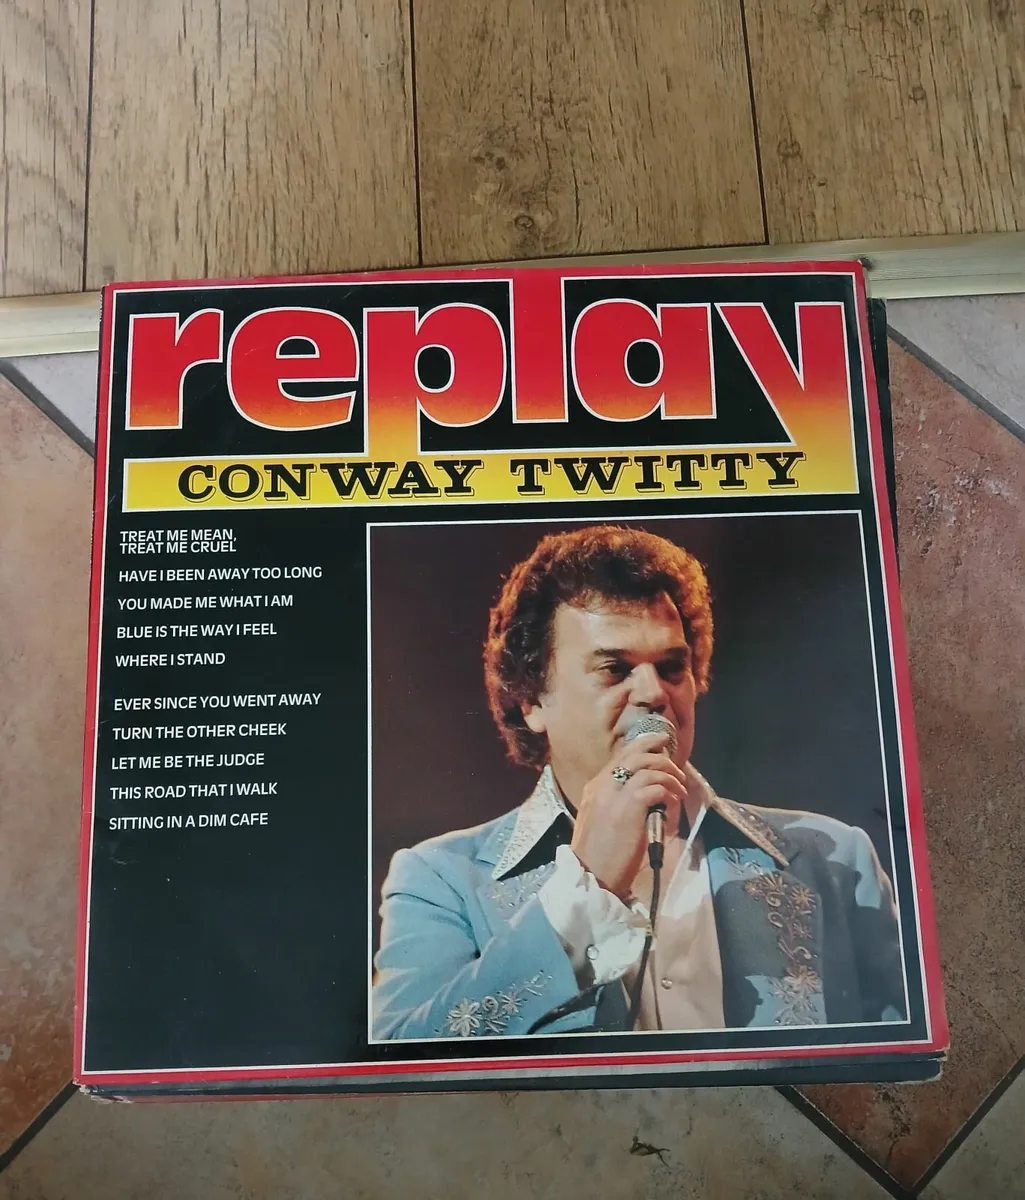 replay
CONWAY TWITTY
TREAT ME MEAN,
TREAT ME CRUEL
HAVE I BEEN AWAY TOO LONG
YOU MADE ME WHAT I AM
BLUE IS THE WAY I FEEL
WHERE I STAND
EVER SINCE YOU WENT AWAY
TURN THE OTHER CHEEK
LET ME BE THE JUDGE
THIS ROAD THAT I WALK
SITTING IN A DIM CAFE